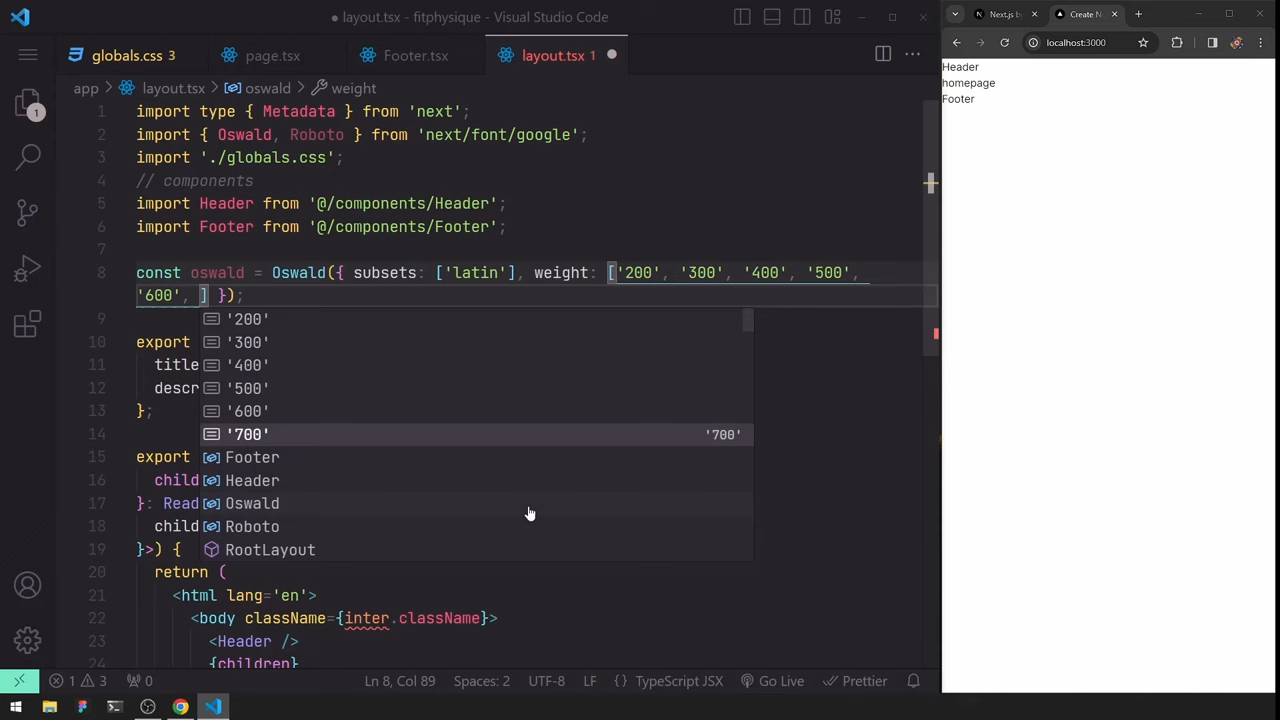 layout.tsx - fitphysique - Visual Studio Code
globals.css 3
page.tsx
Footer.tsx
layout.tsx 1
app > layout.tsx > oswald > weight
1 import type { Metadata } from 'next';
2 import { Oswald, Roboto } from 'next/font/google';
3 import './globals.css';
4 // components
5 import Header from '@/components/Header';
6 import Footer from '@/components/Footer';
7
8 const oswald = Oswald({ subsets: ['latin'], weight: ['200', '300', '400', '500',
'600', ] });
9
'200'
'300'
'400'
'500'
'600'
'700' '700'
Footer
Header
Oswald
Roboto
RootLayout
10 export
11 title
12 descr
13 };
14
15 export
16 child
17 }: Read
18 child
19 }>) {
20 return (
21 <html lang='en'>
22 <body className={inter.className}>
23 <Header />
24 {children}
1
1 3 0
Ln 8, Col 89
Spaces: 2
UTF-8
LF
{} TypeScript JSX
Go Live
Prettier
Next.js b
Create N
localhost:3000
Header
homepage
Footer